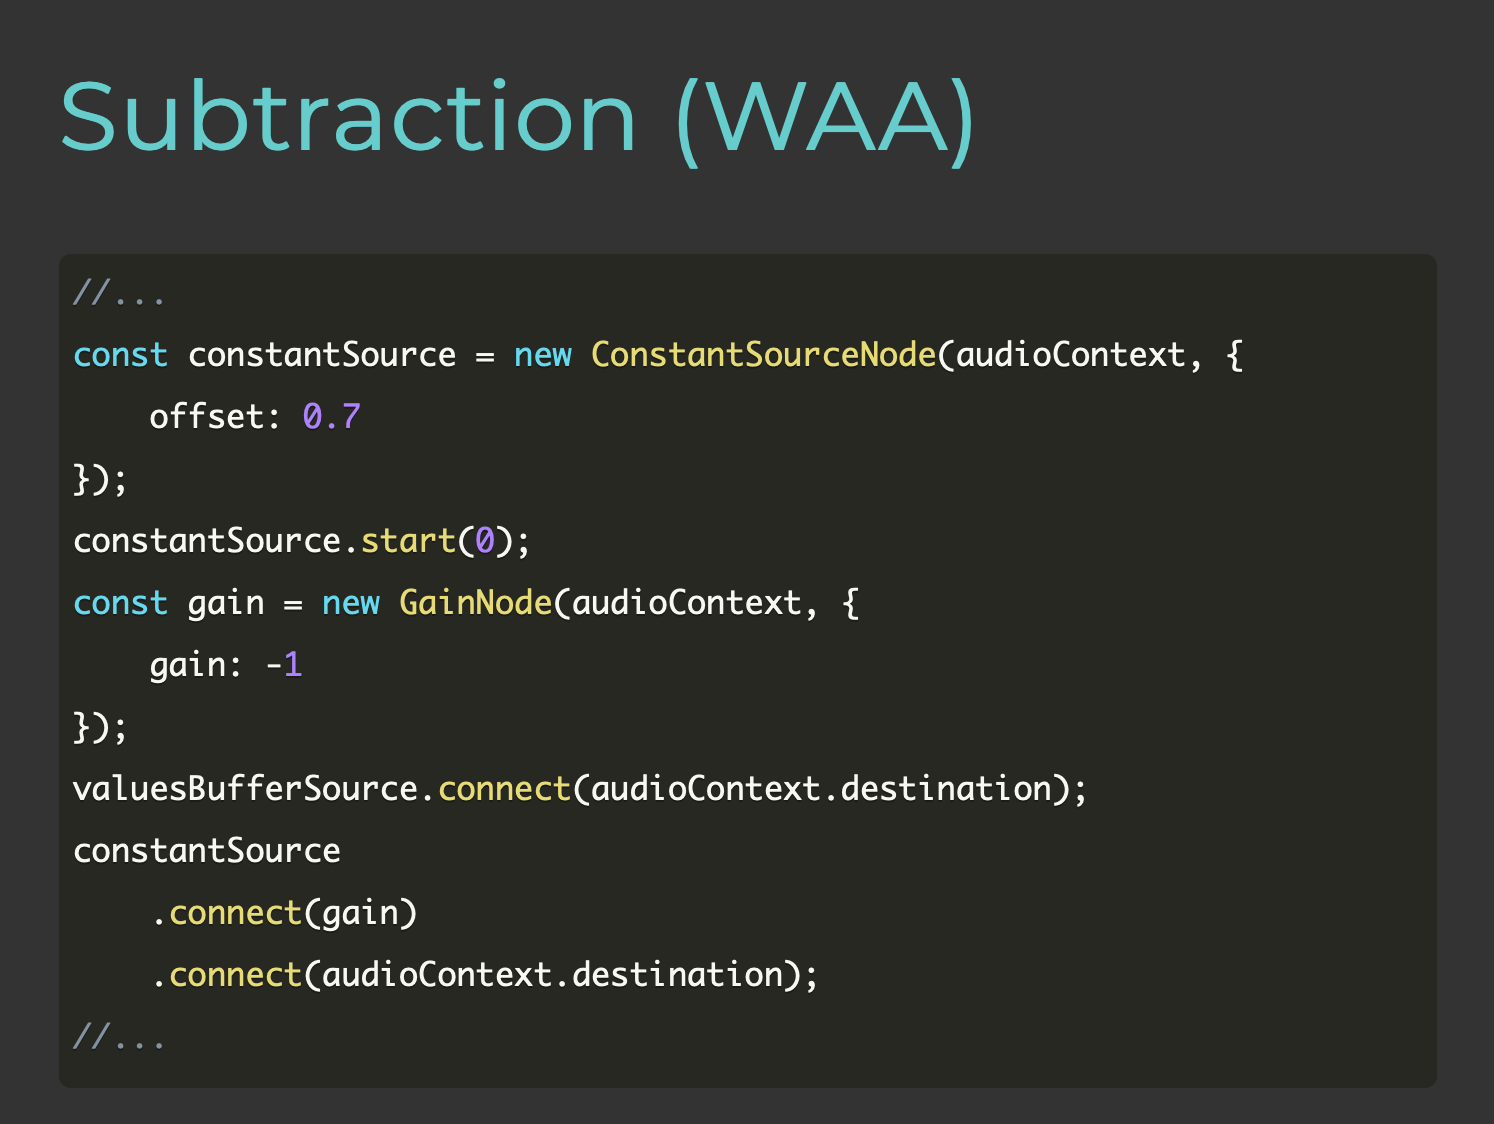 Subtraction (WAA)
//...
const constantSource = new ConstantSourceNode(audioContext, {
    offset: 0.7
});
constantSource.start(0);
const gain = new GainNode(audioContext, {
    gain: -1
});
valuesBufferSource.connect(audioContext.destination);
constantSource
    .connect(gain)
    .connect(audioContext.destination);
//...